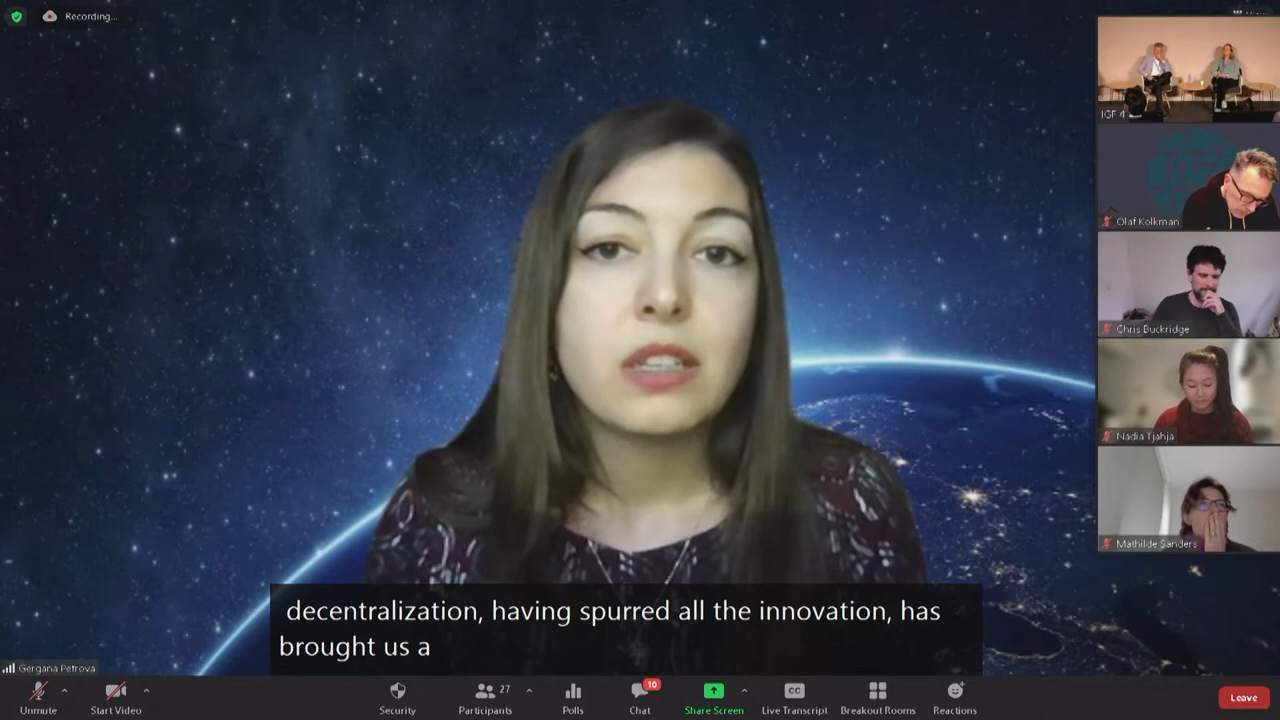 Recording...
IGF 4
Olaf Kolkman
Chris Buckridge
Nadia Tjahja
Mathilde Sanders
decentralization, having spurred all the innovation, has
brought us a
Gergana Petrova
Unmute
Start Video
Security
27
Participants
Polls
10
Chat
Share Screen
CC
Live Transcript
Breakout Rooms
Reactions
Leave